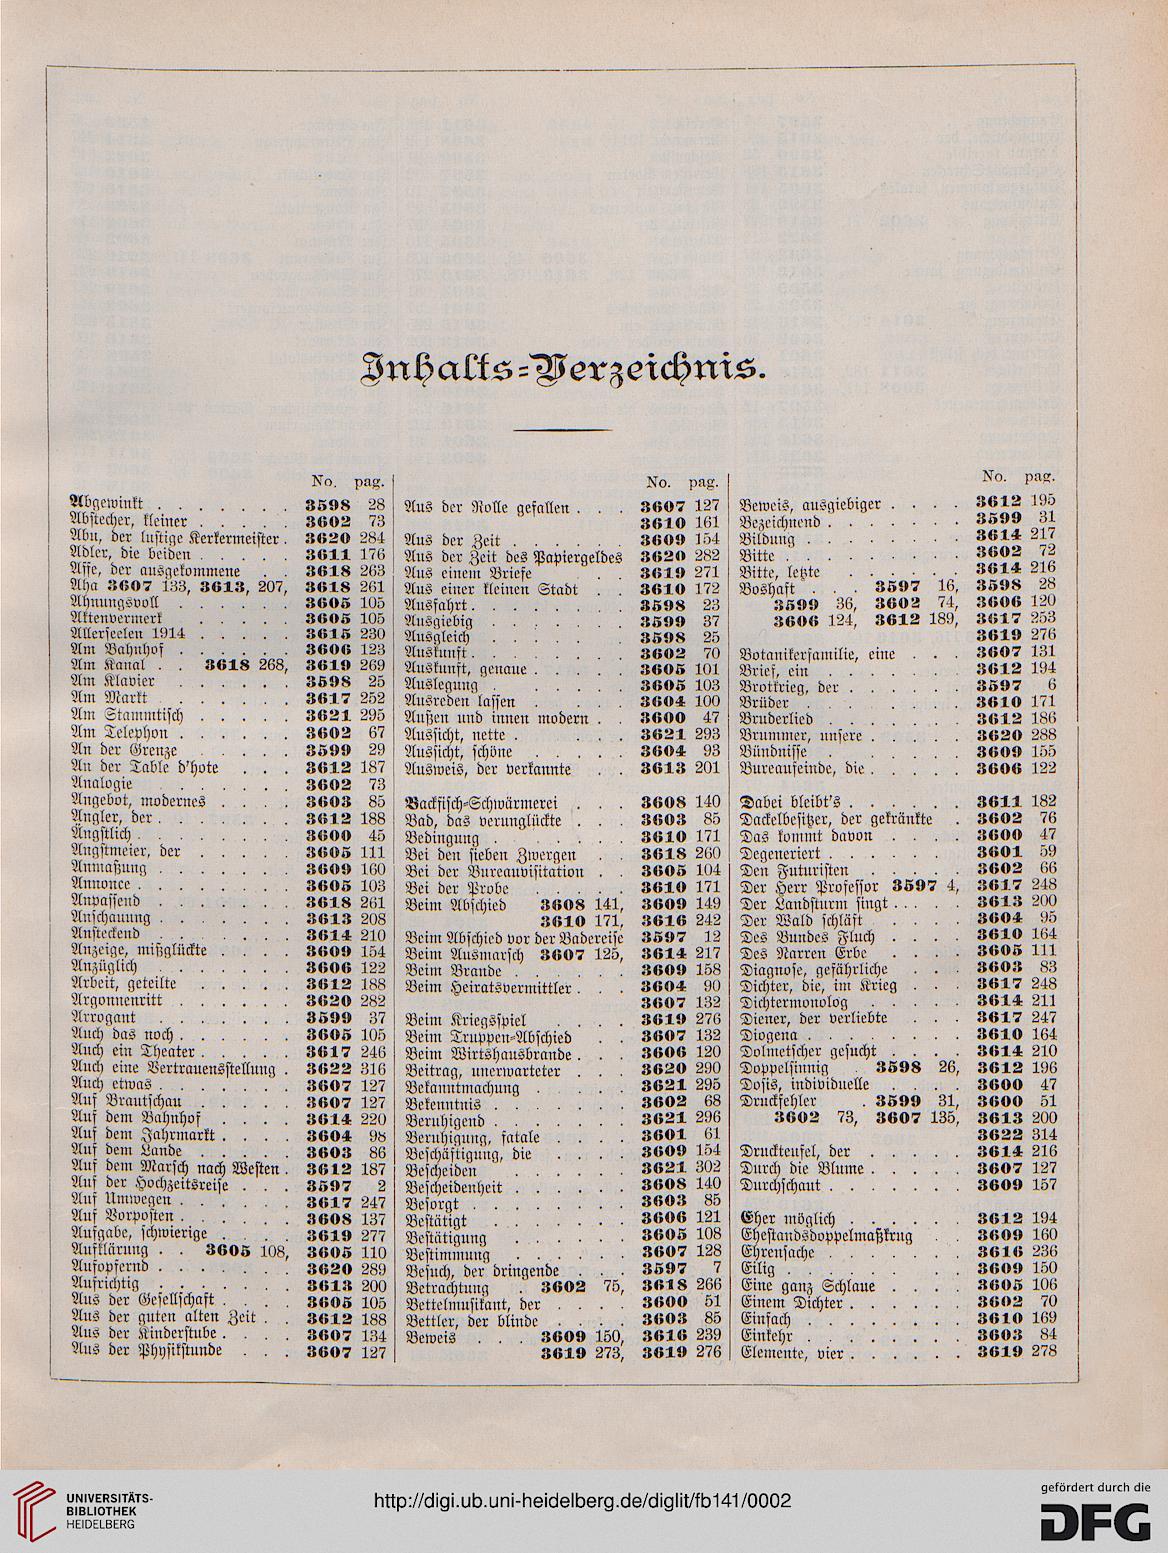 Inhalts-Verzeichnis.
No. pag.
Abgewinkt . . . . . . . . 3598 28
Abstecher, kleiner . . . . . . 3602 73
Abu, der lustige Kerkermeister . 3620 284
Adler, die beiden . . . . . . 3611 176
Affe, der ausgekommene . . 3618 263
Aha 3607 133, 3613, 207, 3618 261
Ahnungsvoll . . . . . . . 3605 105
Aktenvermerk . . . . . . 3605 105
Allerseelen 1914 . . . . . . 3615 230
Am Bahnhof . . . . . . 3606 123
Am Kanal . . 3618 268, 3619 269
Am Klavier . . . . . . 3598 25
Am Markt . . . . . . 3617 252
Am Stammtisch . . . . . 3621 295
Am Telephon . . . . . . 3602 67
An der Grenze . . . . . . 3599 29
An der Table d'hote . . . 3612 187
Analogie . . . . . . . 3602 73
Angebot, modernes . . . . . 3603 85
Angler, der . . . . . . . 3612 188
Ängstlich . . . . . . . . 3600 45
Angstmeier, der . . . . . 3605 111
Anmaßung . . . . . . . 3609 160
Annonce . . . . . . . . 3605 103
Anpassend . . . . . . . 3618 261
Anschauung . . . . . . . 3613 208
Ansteckend . . . . . . . 3614 210
Anzeige, mißglückte . . . . 3609 154
Anzüglich . . . . . . . 3606 122
Arbeit, geteilte . . . . . . 3612 188
Argonnenritt . . . . . . 3620 282
Arrogant . . . . . . . 3599 37
Auch das noch . . . . . . 3605 105
Auch ein Theater . . . . . 3617 246
Auch eine Vertrauensstellung . 3622 316
Auch etwas . . . . . . . 3607 127
Auf Brautschau . . . . . . 3607 127
Auf dem Bahnhof . . . . . 3614 220
Auf dem Jahrmarkt . . . . 3604 98
Auf dem Lande . . . . . . 3603 86
Auf dem Marsch nach Westen . 3612 187
Auf der Hochzeitsreise . . . 3597 2
Auf Umwegen . . . . . . 3617 247
Auf Vorposten . . . . . . 3608 137
Aufgabe, schwierige . . . . 3619 277
Aufklärung . . 3605 108, 3605 110
Aufopfernd . . . . . . . 3620 289
Aufrichtig . . . . . . . 3613 200
Aus der Gesellschaft . . . . 3605 105
Aus der guten alten Zeit . . 3612 188
Aus der Kinderstube . . . . 3607 134
Aus der Physikstunde . . . 3607 127
No. pag.
Aus der Rolle gefallen . . . 3607 127
3610 161
Aus der Zeit . . . . . . 3609 154
Aus der Zeit des Papiergeldes 3620 282
Aus einem Briefe . . 3619 271
Aus einer kleinen Stadt . . 3610 172
Ausfahrt . . . . . . . . 3598 23
Ausgiebig . . . . . . . 3599 37
Ausgleich . . . . . . . 3598 25
Auskunft . . . . . . . . 3602 70
Auskunft, genaue . . . . . 3605 101
Auslegung . . . . . . . 3605 103
Ausreden lassen . . . . . 3604 100
Außen und innen modern . . 3600 47
Aussicht, nette . . . . . . 3621 293
Aussicht, schöne . . . . . 3604 93
Ausweis, der verkannte . . 3613 201
Backfisch-Schwärmerei . . . 3608 140
Bad, das verunglückte . . . 3603 85
Bedingung . . . . . . . 3610 171
Bei den sieben Zwergen . . 3618 260
Bei der Bureauvisitation . . 3605 104
Bei der Probe . . . . . . 3610 171
Beim Abschied 3608 141, 3609 149
3610 171, 3616 242
Beim Abschied vor der Badereise 3597 12
Beim Ausmarsch 3607 125, 3614 217
Beim Brande . . . . . . 3609 158
Beim Heiratsvermittler . . . 3604 90
3607 132
Beim Kriegsspiel . . . . 3619 276
Beim Truppen-Abschied . . 3607 132
Beim Wirtshausbrande . . . 3606 120
Beitrag, unerwarteter . . . 3620 290
Bekanntmachung . . . . . 3621 295
Bekenntnis . . . . . . . 3602 68
Beruhigend . . . . . . . 3621 296
Beruhigung, fatale . . . . 3601 61
Beschäftigung, die . . . . 3609 154
Bescheiden . . . . . . . 3621 302
Bescheidenheit . . . . . . 3608 140
Besorgt . . . . . . . . 3603 85
Bestätigt . . . . . . . 3606 121
Bestätigung . . . . . . 3605 108
Bestimmung . . . . . . 3607 128
Besuch, der dringende . . . 3597 7
Betrachtung . 3602 75, 3618 266
Bettelmusikant, der . . . . 3600 51
Bettler, der blinde . . . . 3603 85
Beweis . . . 3609 150, 3616 239
3619 273, 3619 276
No. pag.
Beweis, ausgiebiger . . . . 3612 195
Bezeichnend . . . . . . . 3599 31
Bildung . . . . . . . . 3614 217
Bitte . . . . . . . . . 3602 72
Bitte, letzte . . . . . . . 3614 216
Boshaft . . . 3597 16, 3598 28
3599 36, 3602 74, 3606 120
3606 124, 3612 189, 3617 253
3619 276
Botanikerfamilie, eine . . . 3607 131
Brief, ein . . . . . . . 3612 194
Brotkrieg, der . . . . . . 3597 6
Brüder . . . . . . . . 3610 171
Bruderlied . . . . . . . 3612 186
Brummer, unsere . . . . . 3620 288
Bündnisse . . . . . . . 3609 155
Bureaufeinde, die . . . . . 3606 122
Dabei bleibt's . . . . . . 3611 182
Dackelbesitzer, der gekränkte . 3602 76
Das kommt davon . . . . 3600 47
Degeneriert . . . . . . . 3601 59
Den Futuristen . . . . . . 3602 66
Der Herr Professor 3597 4, 3617 248
Der Landsturm singt . . . . . 3613 200
Der Wald schläft . . . . . 3604 95
Des Bundes Fluch . . . . 3610 164
Des Narren Erbe . . . . . 3605 111
Diagnose, gefährliche . . . 3603 83
Dichter, die, im Krieg . . . 3617 248
Dichtermonolog . . . . . . 3614 211
Diener, der verliebte . . . 3617 247
Diogena . . . . . . . . 3610 164
Dolmetscher gesucht . . . . 3614 210
Doppelsinnig . 3598 26, 3612 196
Dosis, individuelle . . . . . 3600 47
Druckfehler . 3599 31, 3600 51
3602 73, 3607 135, 3613 200
3622 314
Druckteufel, der . . . . . 3614 216
Durch die Blume . . . . . 3607 127
Durchschaut . . . . . . . 3609 157
Eher möglich . . . . . . 3612 194
Ehestandsdoppelmaßkrug . . 3609 160
Ehrensache . . . . . . . 3616 236
Eilig . . . . . . . . . 3609 150
Eine ganz Schlaue . . . . 3605 106
Einem Dichter . . . . . . 3602 70
Einfach . . . . . . . . 3610 169
Einkehr . . . . . . . . 3603 84
Elemente, vier . . . . . . 3619 278
UNIVERSITÄTS-
BIBLIOTHEK
HEIDELBERG
http://digi.ub.uni-heidelberg.de/diglit/fb141/0002
gefördert durch die
DFG